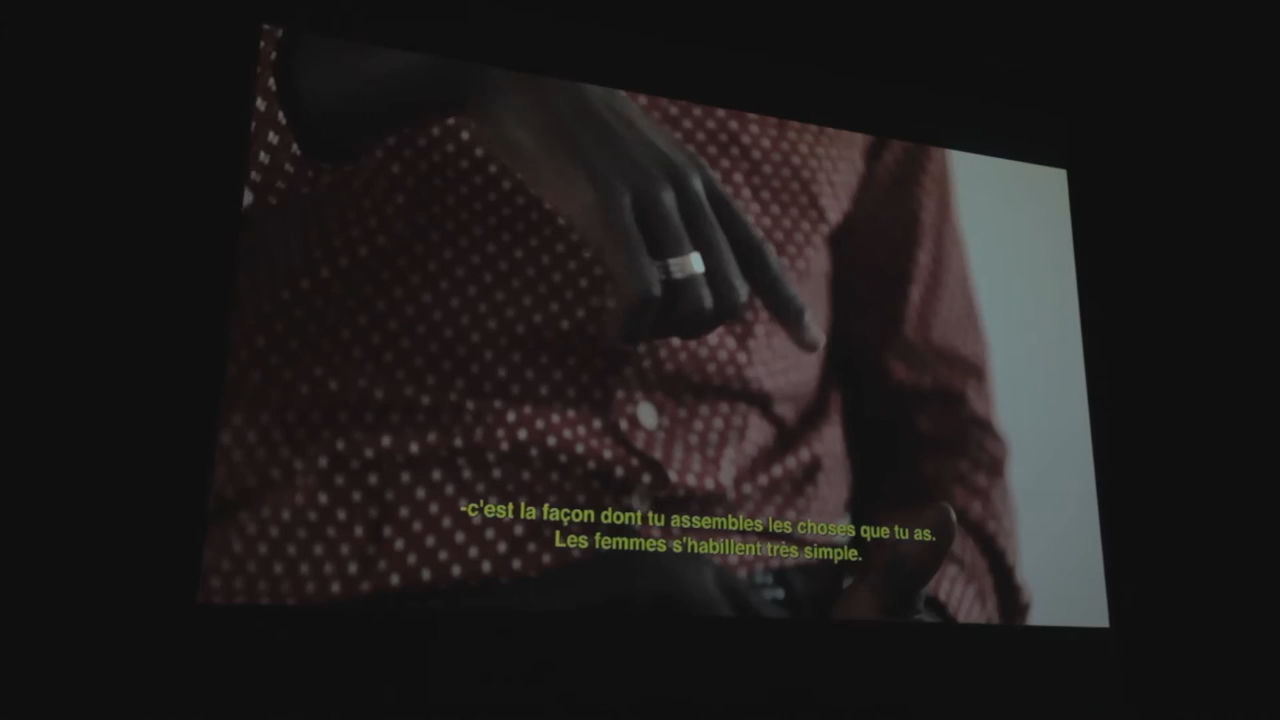 -c'est la façon dont tu assembles les choses que tu as.
Les femmes s'habillent très simple.